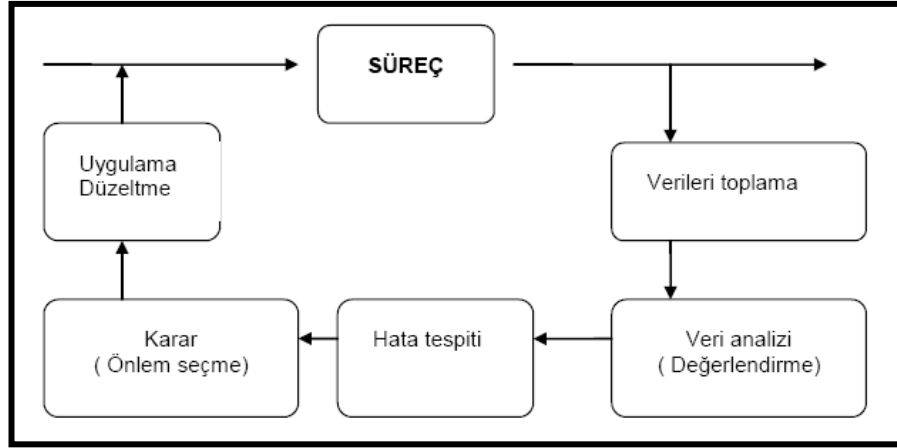 SÜREÇ
Uygulama
Düzeltme
Verileri toplama
Karar
( Önlem seçme)
Hata tespiti
Veri analizi
( Değerlendirme)